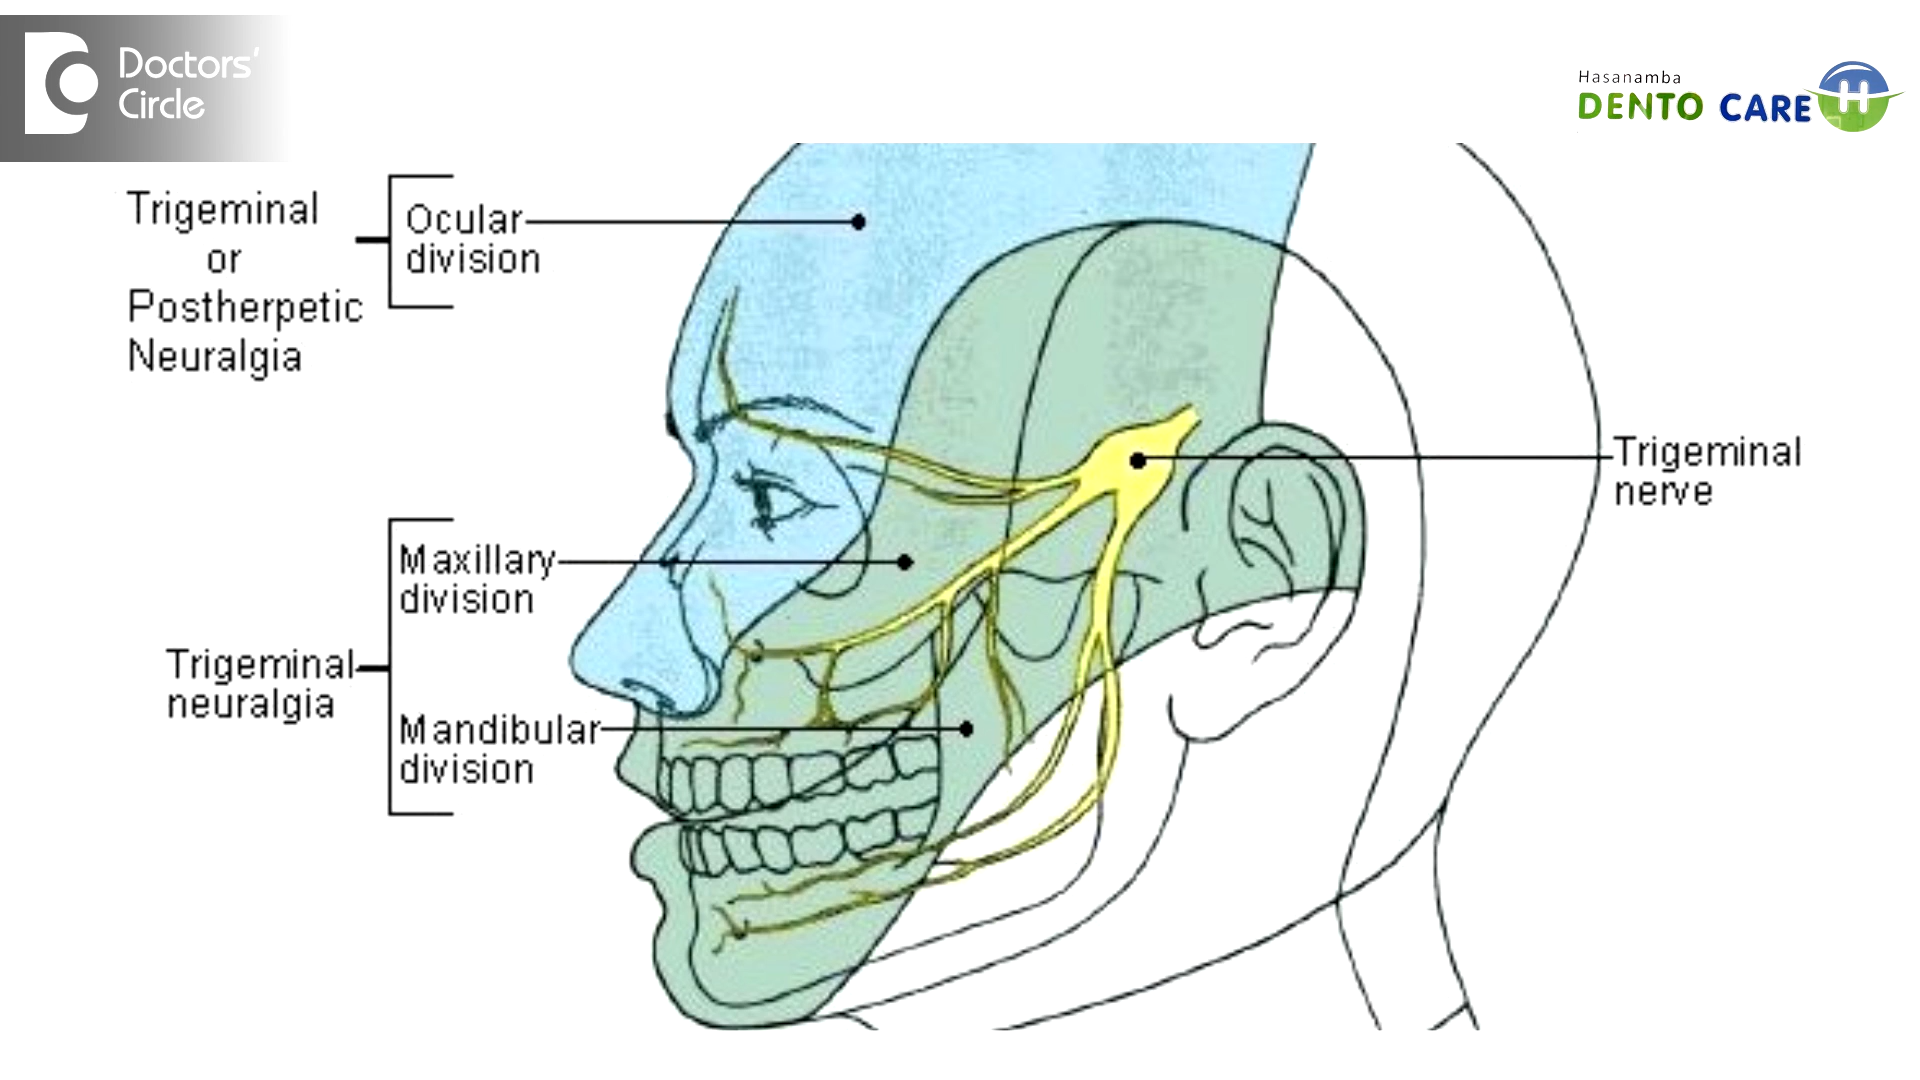 Doctors'
Circle
Hasanamba
DENTO CARE
H
Trigeminal
or
Postherpetic
Neuralgia
Ocular
division
Trigeminal
nerve
Maxillary
division
Trigeminal
neuralgia
Mandibular
division